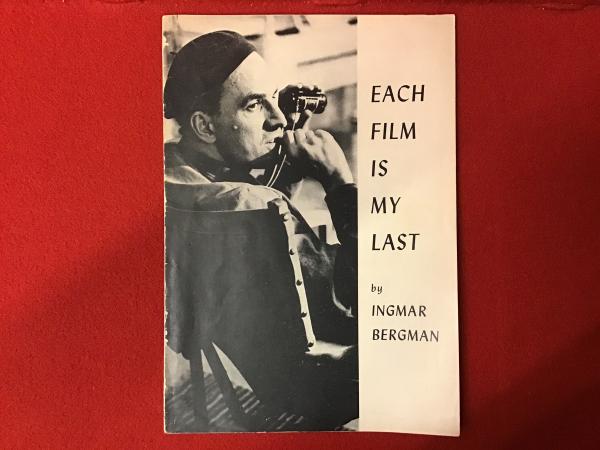 EACH
FILM
IS
MY
LAST
by
INGMAR
BERGMAN